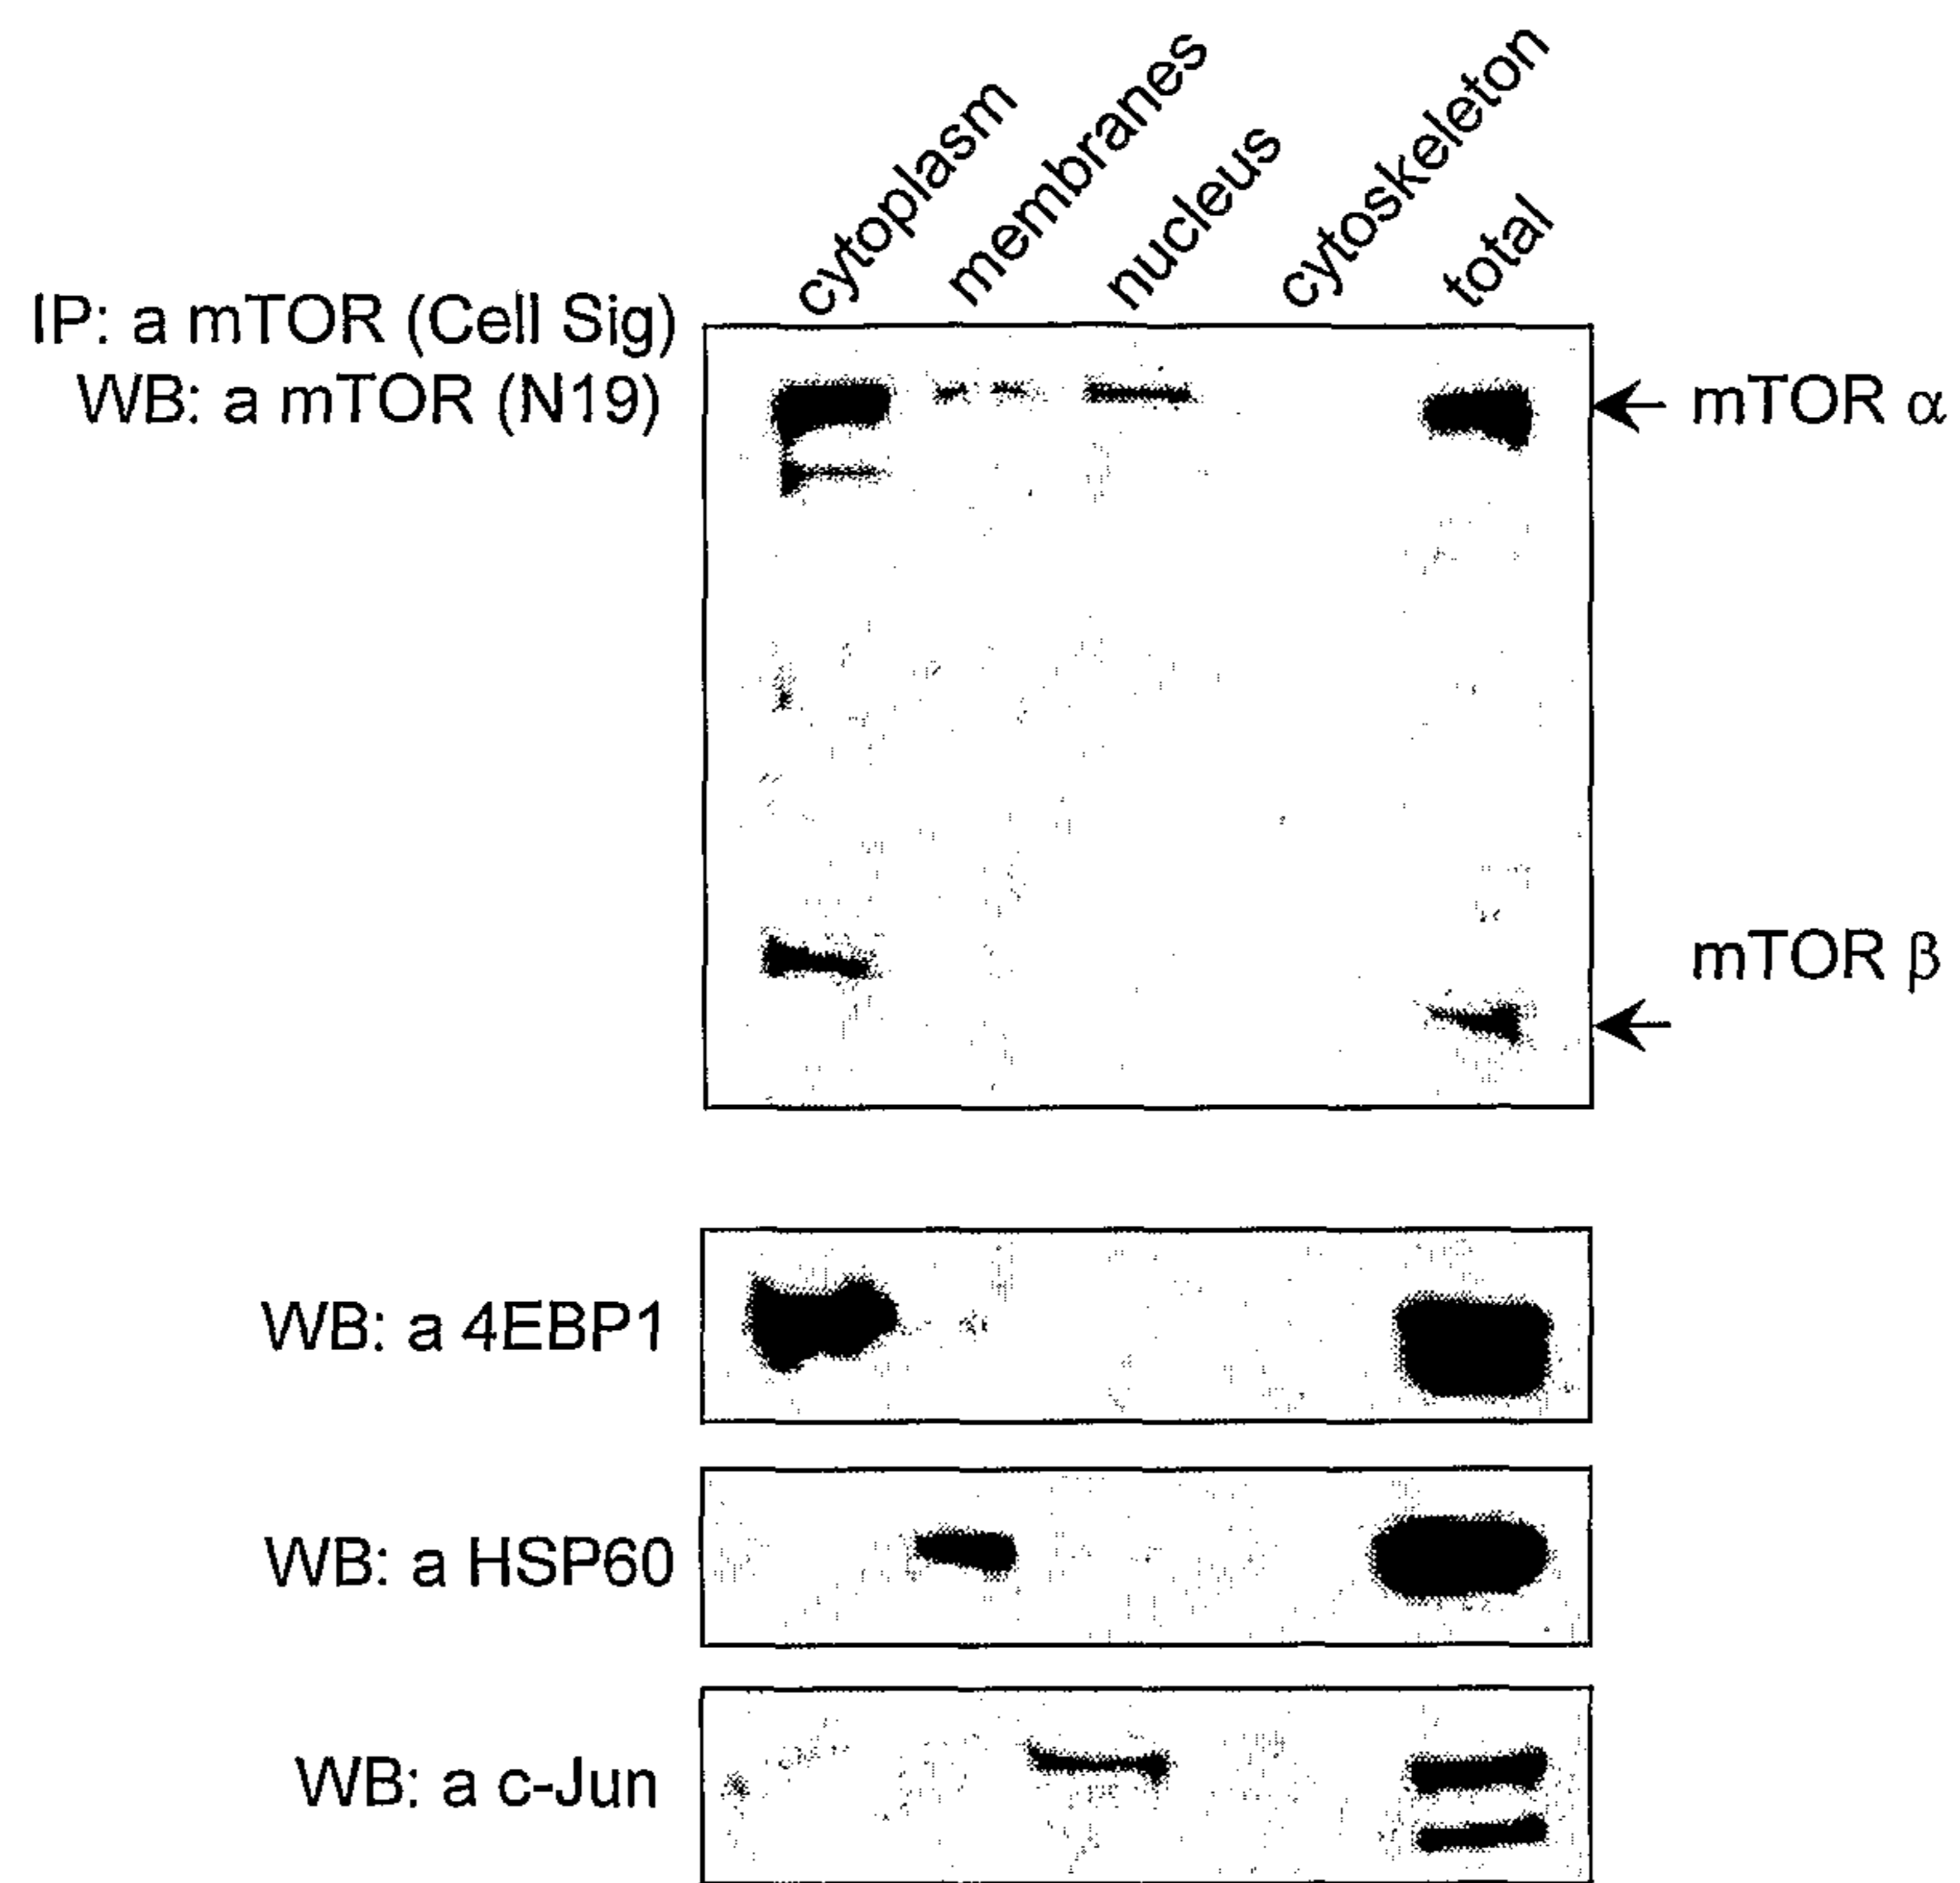 cytoplasm
membranes
nucleus
cytoskeleton
total
IP: a mTOR (Cell Sig)
WB: a mTOR (N19)
mTOR α
mTOR β
WB: a 4EBP1
WB: a HSP60
WB: a c-Jun